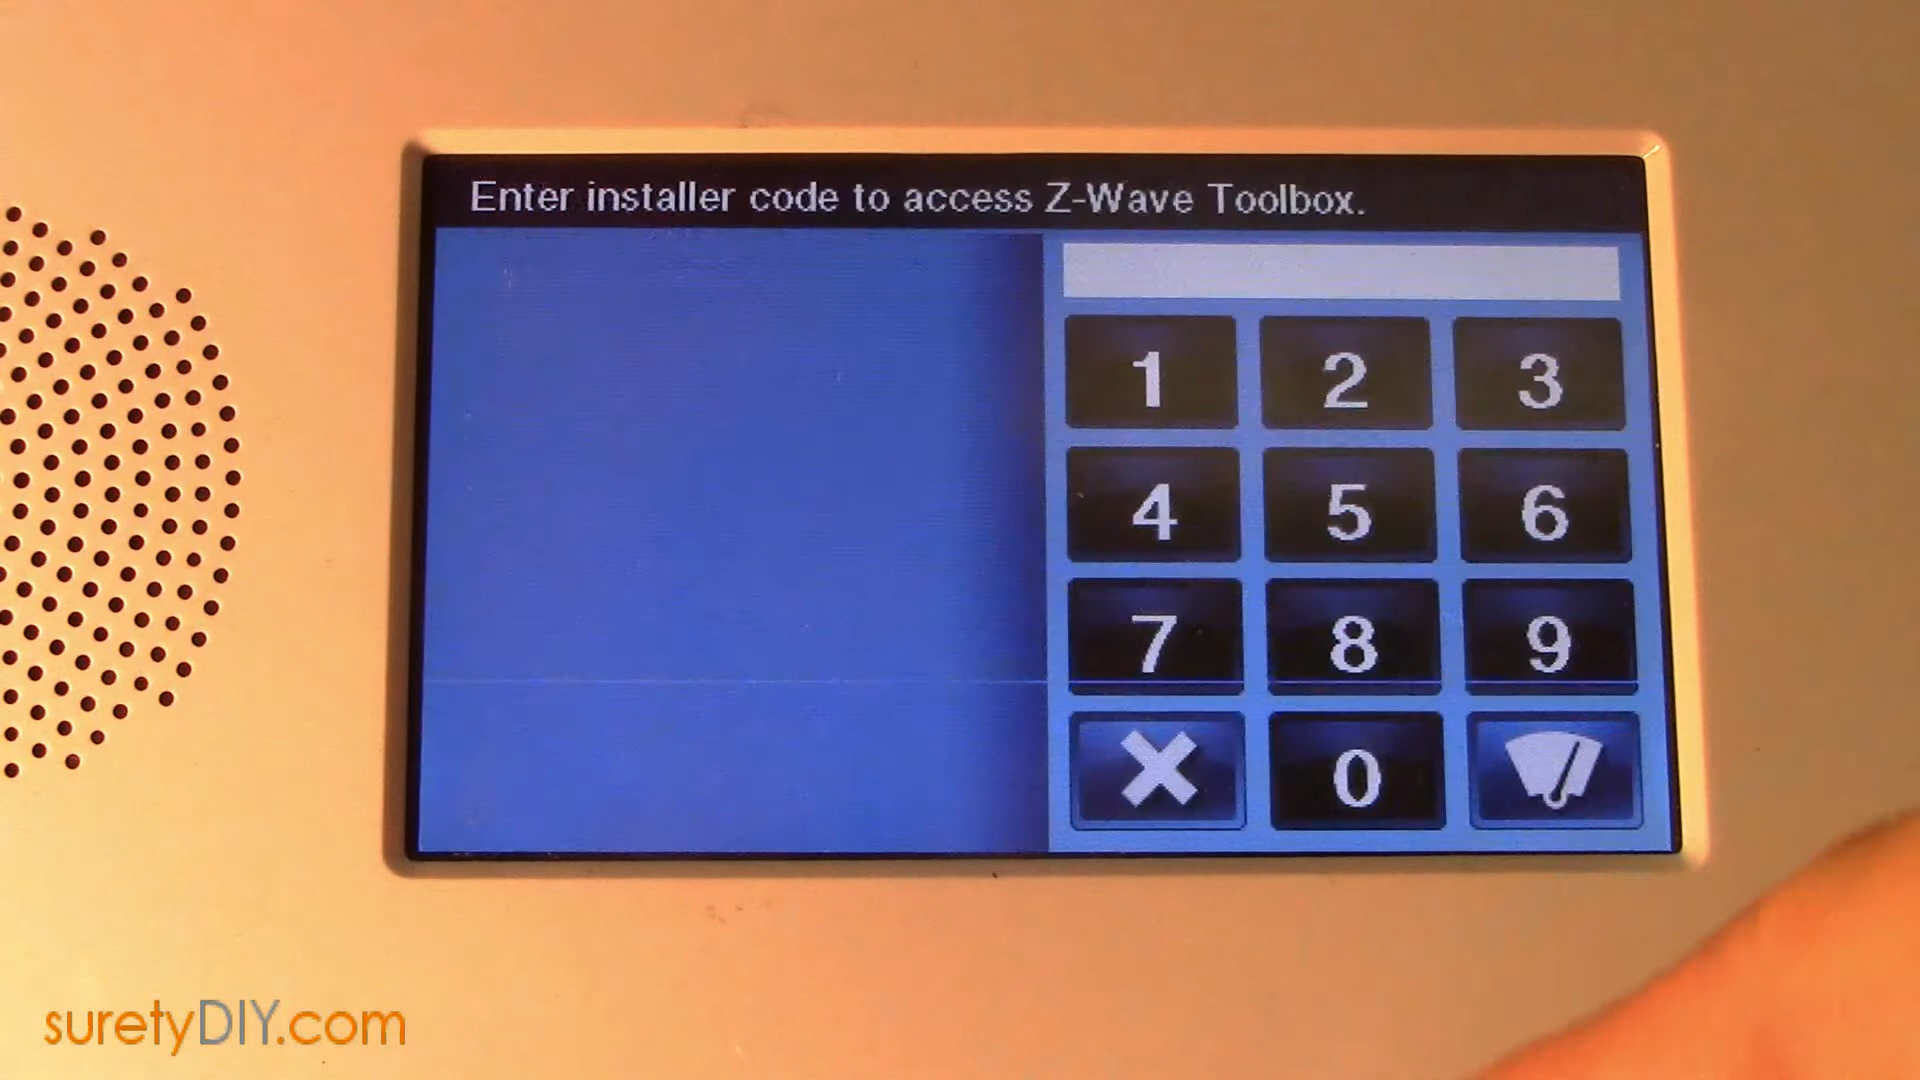 Enter installer code to access Z-Wave Toolbox.
1 2 3
4 5 6
7 8 9
0
suretyDIY.com